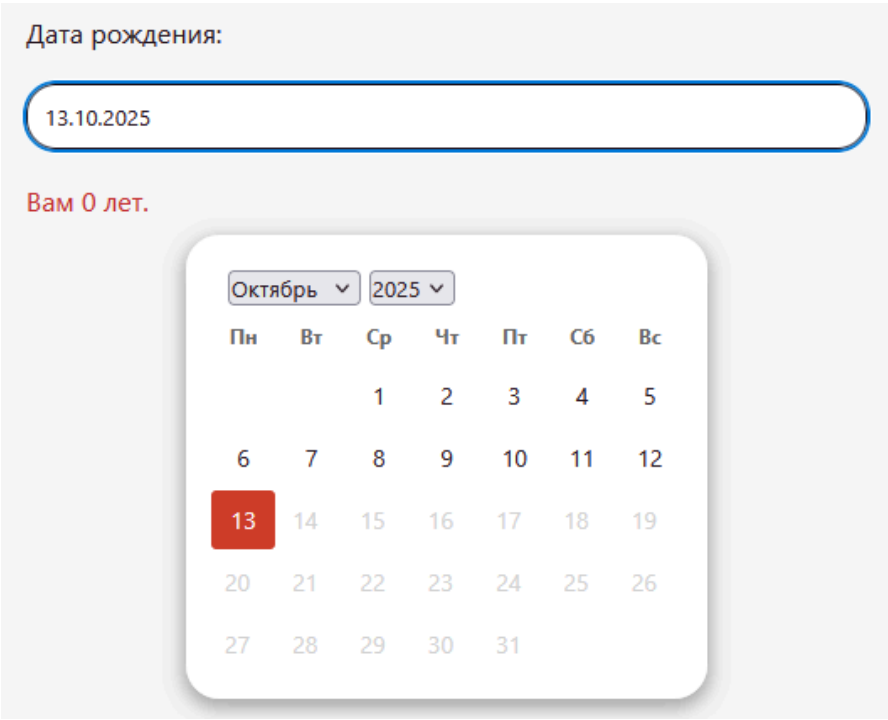 Дата рождения:
13.10.2025
Вам 0 лет.
Октябрь 2025
Пн Вт Ср Чт Пт Сб Вс
1 2 3 4 5
6 7 8 9 10 11 12
13 14 15 16 17 18 19
20 21 22 23 24 25 26
27 28 29 30 31